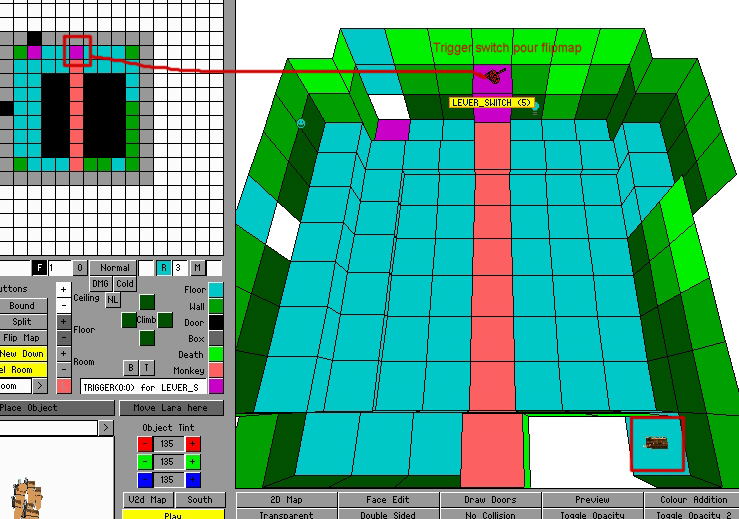 Trigger switch pour flipmap
LEVER_SWITCH (5)
F 1 0 Normal R 3 M
DMG Cold
uttons + Ceiling NL Floor
Bound - Wall
Split + Climb Door
Flip Map - Floor Box
New Down + Death
el Room - Room B T Monkey
oom > TRIGGER(0:0) for LEVER_S
Place Object Move Lara here
>
Object Tint
- 135 +
- 135 +
- 135 +
V2d Map South
Play
2D Map Face Edit Draw Doors Preview Colour Addition
Transparent Double Sided No Collision Toggle Opacity Toggle Opacity 2